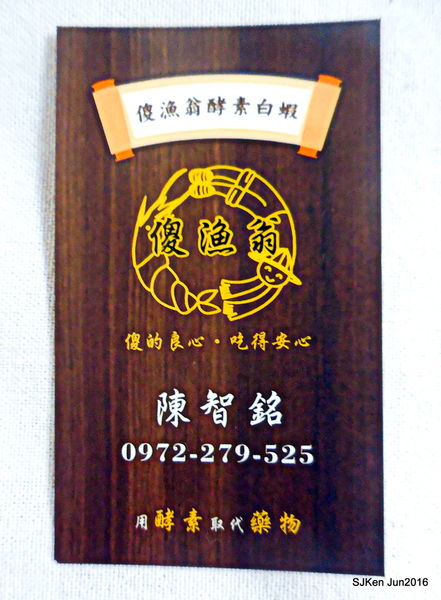 傻漁翁酵素白蝦
傻漁翁
傻的良心·吃得安心
陳智銘
0972-279-525
用酵素取代藥物
SJKen Jun2016